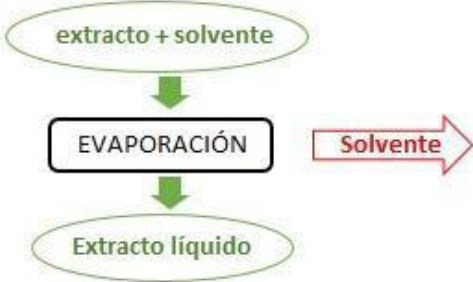 extracto + solvente
EVAPORACIÓN
Solvente
Extracto líquido